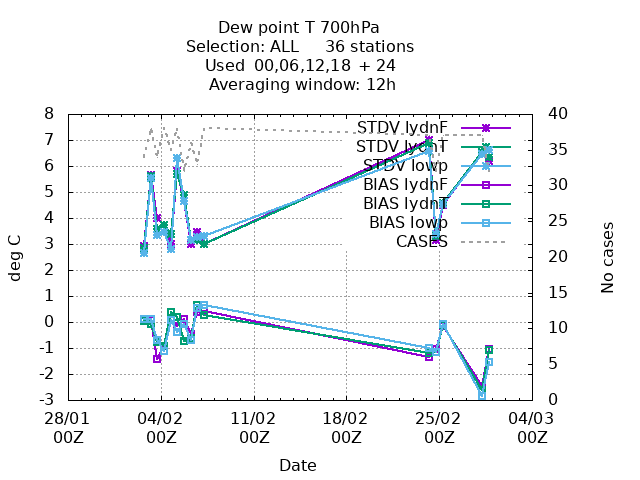 Dew point T 700hPa
Selection: ALL 36 stations
Used 00,06,12,18 + 24
Averaging window: 12h
8
7
6
5
4
3
2
1
0
-1
-2
-3
40
35
30
25
20
15
10
5
0
deg C
No cases
STDV lydnF
STDV lydnT
STDV lowp
BIAS lydnF
BIAS lydnT
BIAS lowp
CASES
28/01 04/02 11/02 18/02 25/02 04/03
00Z 00Z 00Z 00Z 00Z 00Z
Date